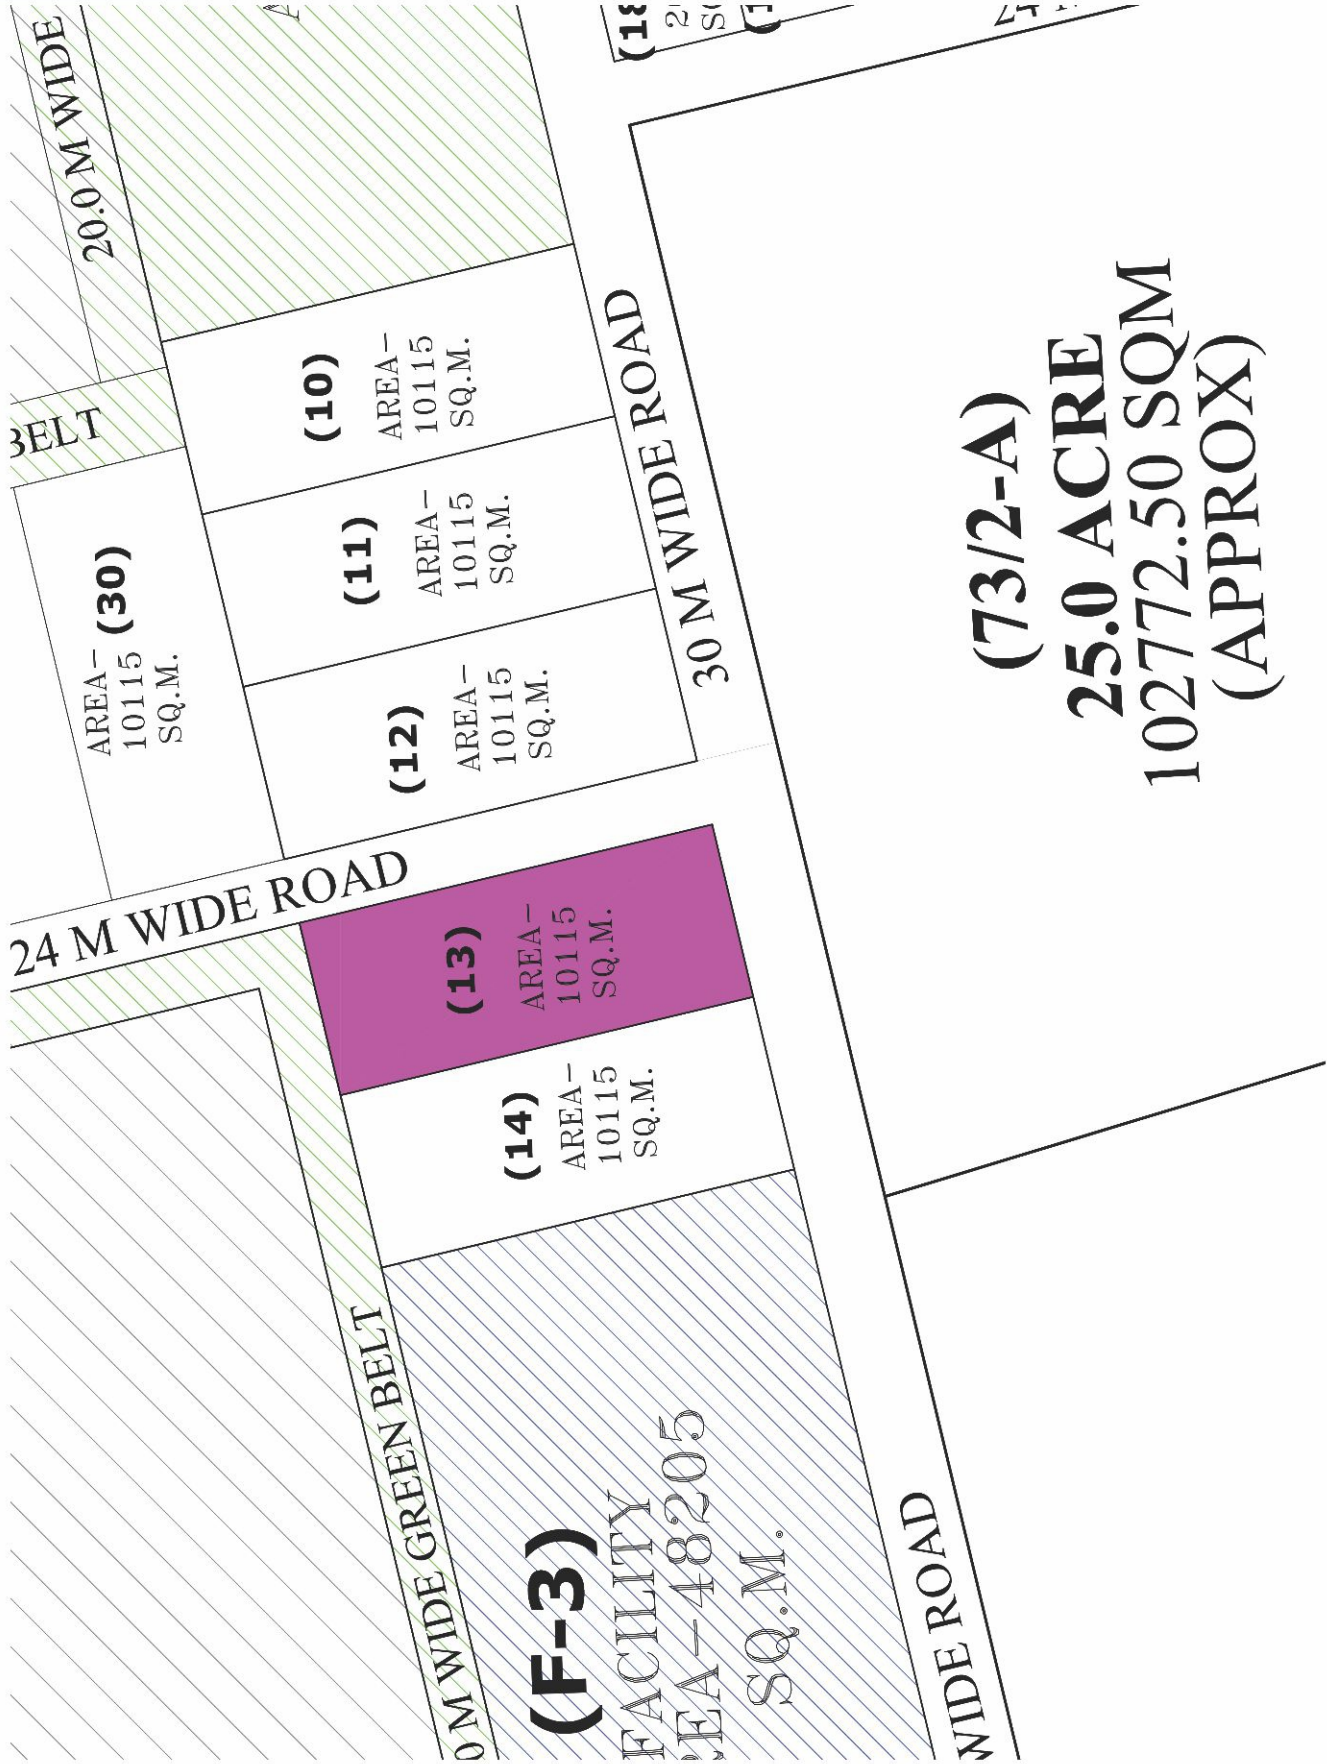 20.0 M WIDE
BELT
(10)
AREA-
10115
SQ.M.
(11)
AREA-
10115
SQ.M.
(12)
AREA-
10115
SQ.M.
(30)
AREA-
10115
SQ.M.
30 M WIDE ROAD
24 M WIDE ROAD
(13)
AREA-
10115
SQ.M.
(14)
AREA-
10115
SQ.M.
(73/2-A)
25.0 ACRE
102772.50 SQM
(APPROX)
0 M WIDE GREEN BELT
(F-3)
FACILITY
REA-48205
SQ.M.
WIDE ROAD